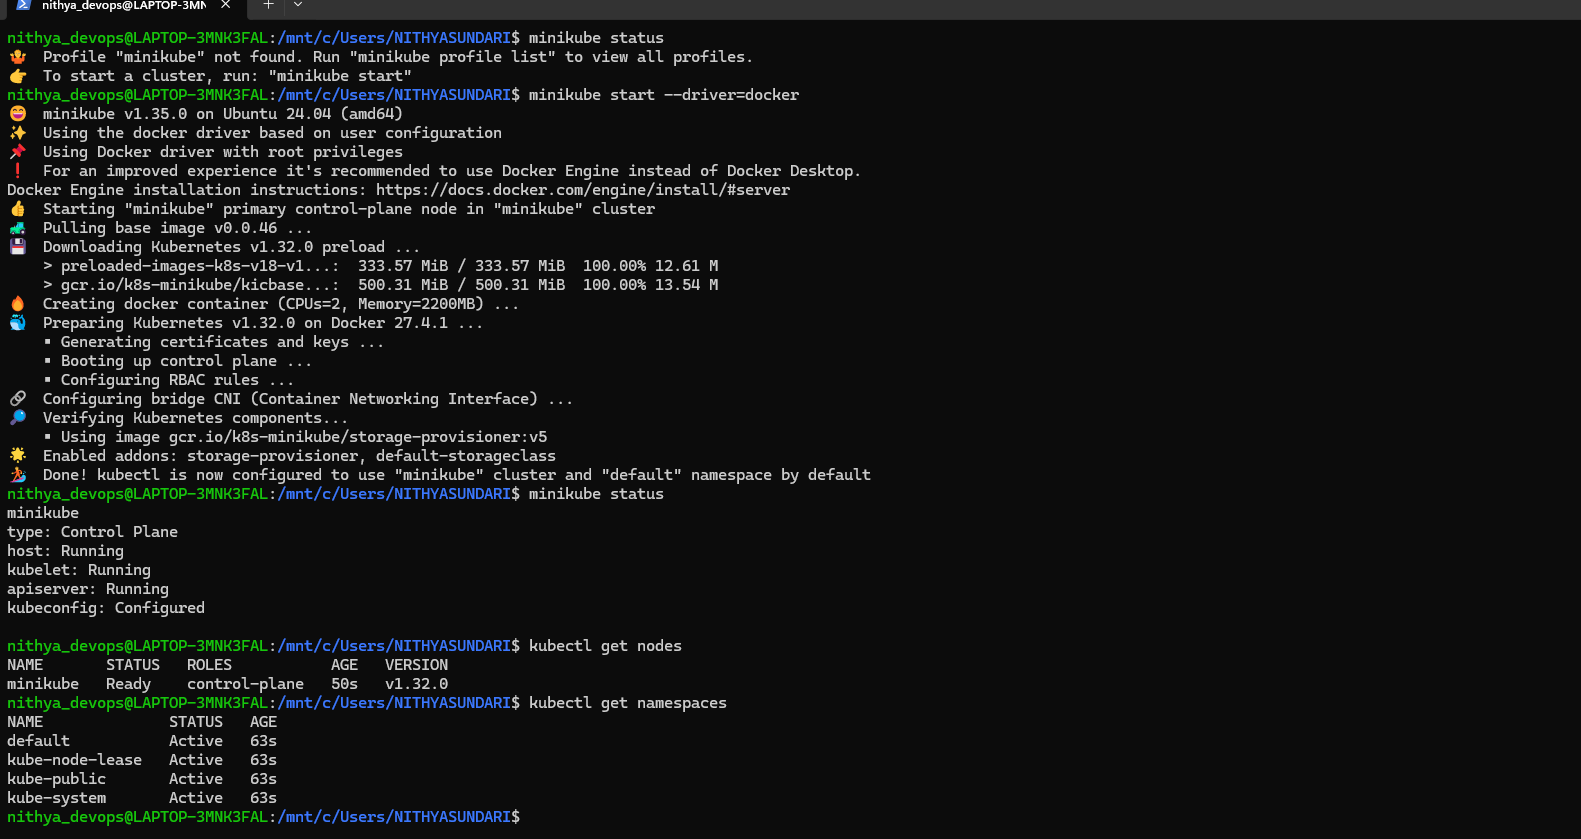 nithya_devops@LAPTOP-3MN
nithya_devops@LAPTOP-3MNK3FAL:/mnt/c/Users/NITHYASUNDARI$ minikube status
Profile "minikube" not found. Run "minikube profile list" to view all profiles.
To start a cluster, run: "minikube start"
nithya_devops@LAPTOP-3MNK3FAL:/mnt/c/Users/NITHYASUNDARI$ minikube start --driver=docker
minikube v1.35.0 on Ubuntu 24.04 (amd64)
Using the docker driver based on user configuration
Using Docker driver with root privileges
For an improved experience it's recommended to use Docker Engine instead of Docker Desktop.
Docker Engine installation instructions: https://docs.docker.com/engine/install/#server
Starting "minikube" primary control-plane node in "minikube" cluster
Pulling base image v0.0.46 ...
Downloading Kubernetes v1.32.0 preload ...
> preloaded-images-k8s-v18-v1...:  333.57 MiB / 333.57 MiB  100.00% 12.61 M
> gcr.io/k8s-minikube/kicbase...:  500.31 MiB / 500.31 MiB  100.00% 13.54 M
Creating docker container (CPUs=2, Memory=2200MB) ...
Preparing Kubernetes v1.32.0 on Docker 27.4.1 ...
▪ Generating certificates and keys ...
▪ Booting up control plane ...
▪ Configuring RBAC rules ...
Configuring bridge CNI (Container Networking Interface) ...
Verifying Kubernetes components...
▪ Using image gcr.io/k8s-minikube/storage-provisioner:v5
Enabled addons: storage-provisioner, default-storageclass
Done! kubectl is now configured to use "minikube" cluster and "default" namespace by default
nithya_devops@LAPTOP-3MNK3FAL:/mnt/c/Users/NITHYASUNDARI$ minikube status
minikube
type: Control Plane
host: Running
kubelet: Running
apiserver: Running
kubeconfig: Configured
nithya_devops@LAPTOP-3MNK3FAL:/mnt/c/Users/NITHYASUNDARI$ kubectl get nodes
NAME       STATUS   ROLES           AGE   VERSION
minikube   Ready    control-plane   50s   v1.32.0
nithya_devops@LAPTOP-3MNK3FAL:/mnt/c/Users/NITHYASUNDARI$ kubectl get namespaces
NAME              STATUS   AGE
default           Active   63s
kube-node-lease   Active   63s
kube-public       Active   63s
kube-system       Active   63s
nithya_devops@LAPTOP-3MNK3FAL:/mnt/c/Users/NITHYASUNDARI$